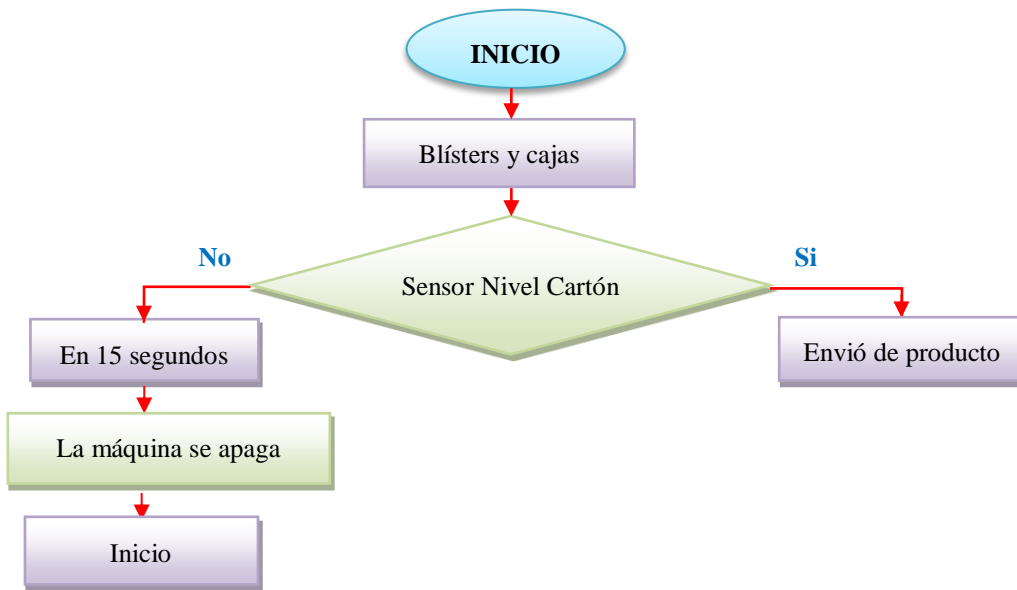 INICIO
Blísters y cajas
No
Si
Sensor Nivel Cartón
En 15 segundos
Envió de producto
La máquina se apaga
Inicio